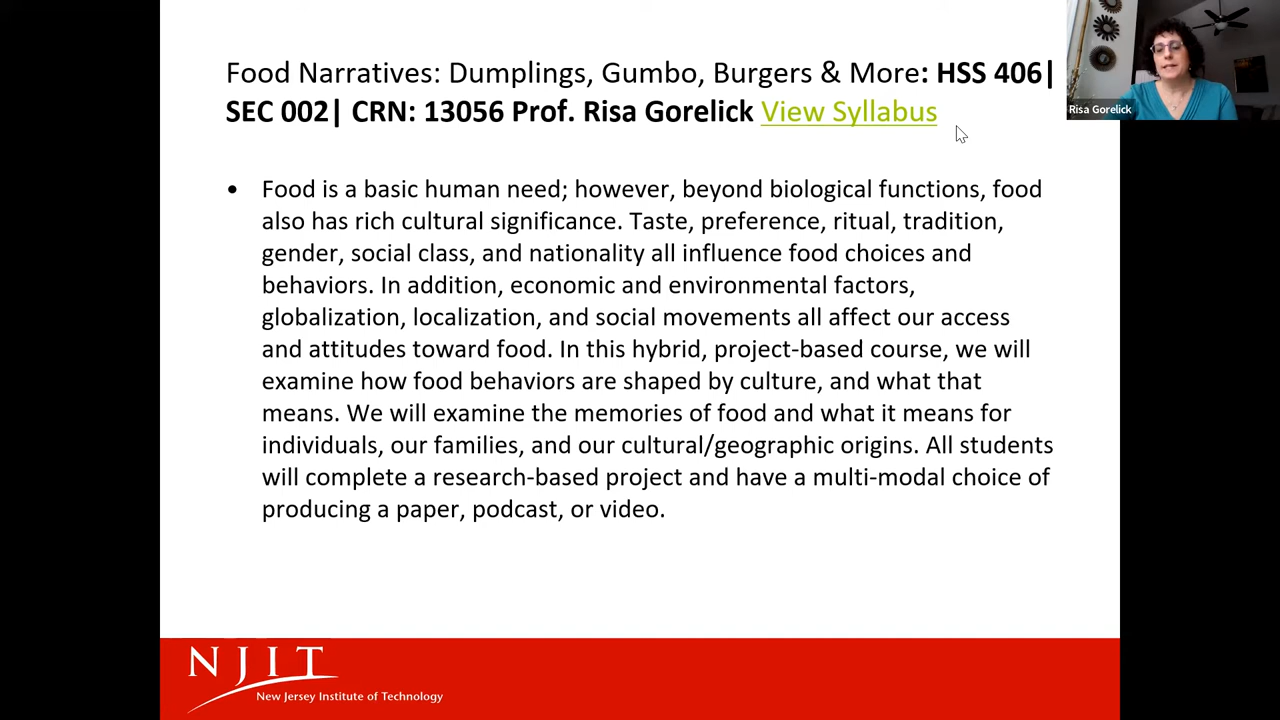 Food Narratives: Dumplings, Gumbo, Burgers & More: HSS 406|
SEC 002| CRN: 13056 Prof. Risa Gorelick View Syllabus
Risa Gorelick
• Food is a basic human need; however, beyond biological functions, food
also has rich cultural significance. Taste, preference, ritual, tradition,
gender, social class, and nationality all influence food choices and
behaviors. In addition, economic and environmental factors,
globalization, localization, and social movements all affect our access
and attitudes toward food. In this hybrid, project-based course, we will
examine how food behaviors are shaped by culture, and what that
means. We will examine the memories of food and what it means for
individuals, our families, and our cultural/geographic origins. All students
will complete a research-based project and have a multi-modal choice of
producing a paper, podcast, or video.
NJIT
New Jersey Institute of Technology